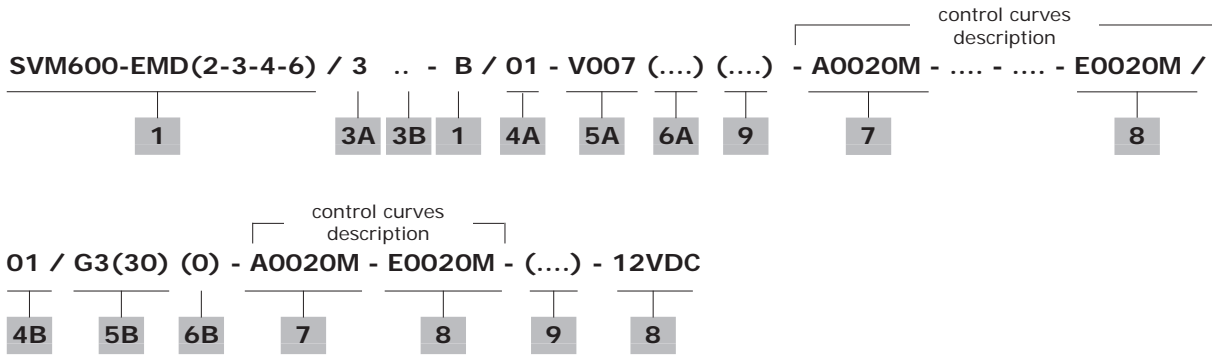 control curves
description
SVM600-EMD(2-3-4-6) / 3 .. - B / 01 - V007 (....) (....) - A0020M - .... - .... - E0020M /
1 3A 3B 1 4A 5A 6A 9 7 8
control curves
description
01 / G3(30) (0) - A0020M - E0020M - (....) - 12VDC
4B 5B 6B 7 8 9 8